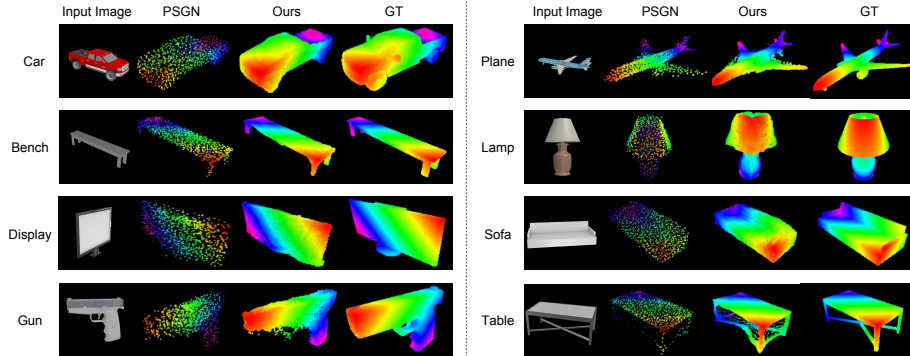 Input Image PSGN Ours GT
Car
Bench
Display
Gun
Input Image PSGN Ours GT
Plane
Lamp
Sofa
Table